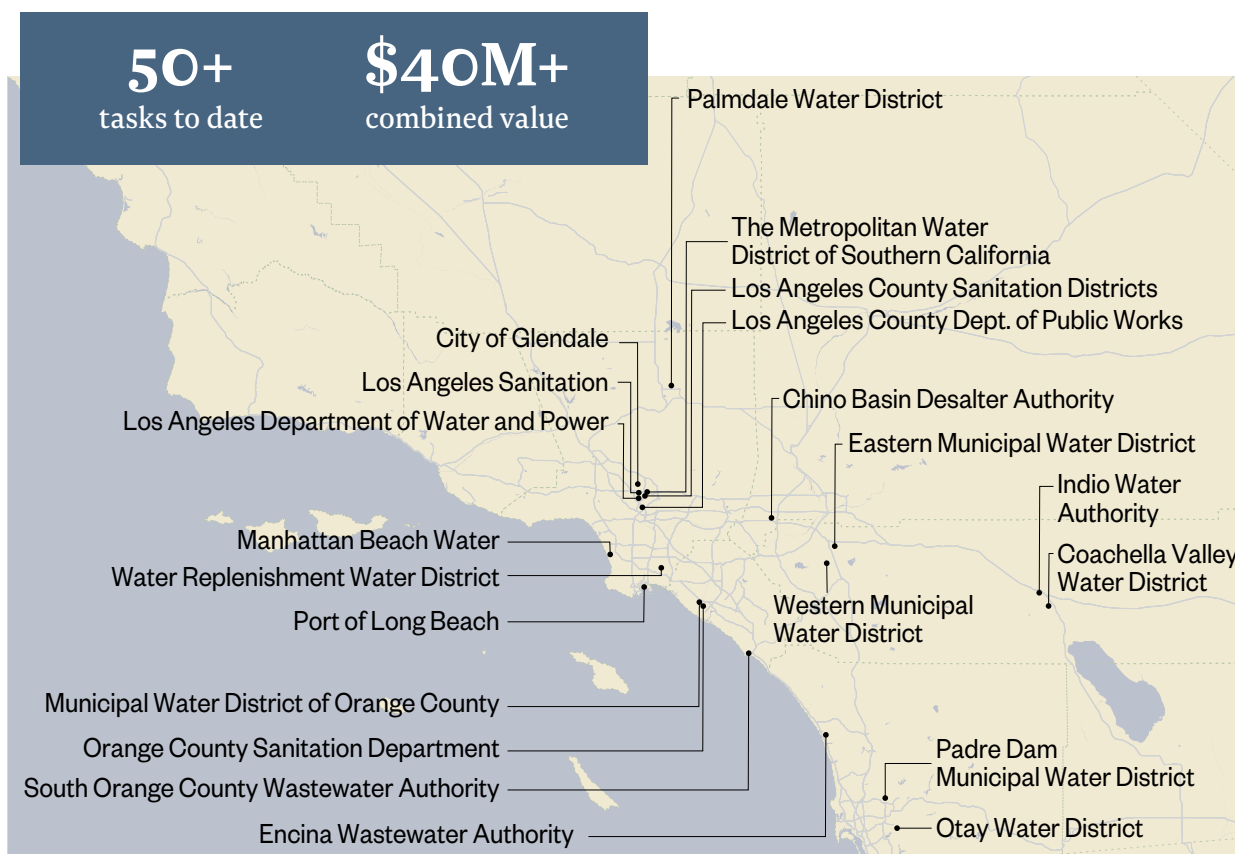 50+
tasks to date
$40M+
combined value
Palmdale Water District
The Metropolitan Water
District of Southern California
Los Angeles County Sanitation Districts
Los Angeles County Dept. of Public Works
City of Glendale
Los Angeles Sanitation
Los Angeles Department of Water and Power
Chino Basin Desalter Authority
Eastern Municipal Water District
Indio Water
Authority
Coachella Valley
Water District
Manhattan Beach Water
Water Replenishment Water District
Port of Long Beach
Western Municipal
Water District
Municipal Water District of Orange County
Orange County Sanitation Department
South Orange County Wastewater Authority
Encina Wastewater Authority
Padre Dam
Municipal Water District
Otay Water District